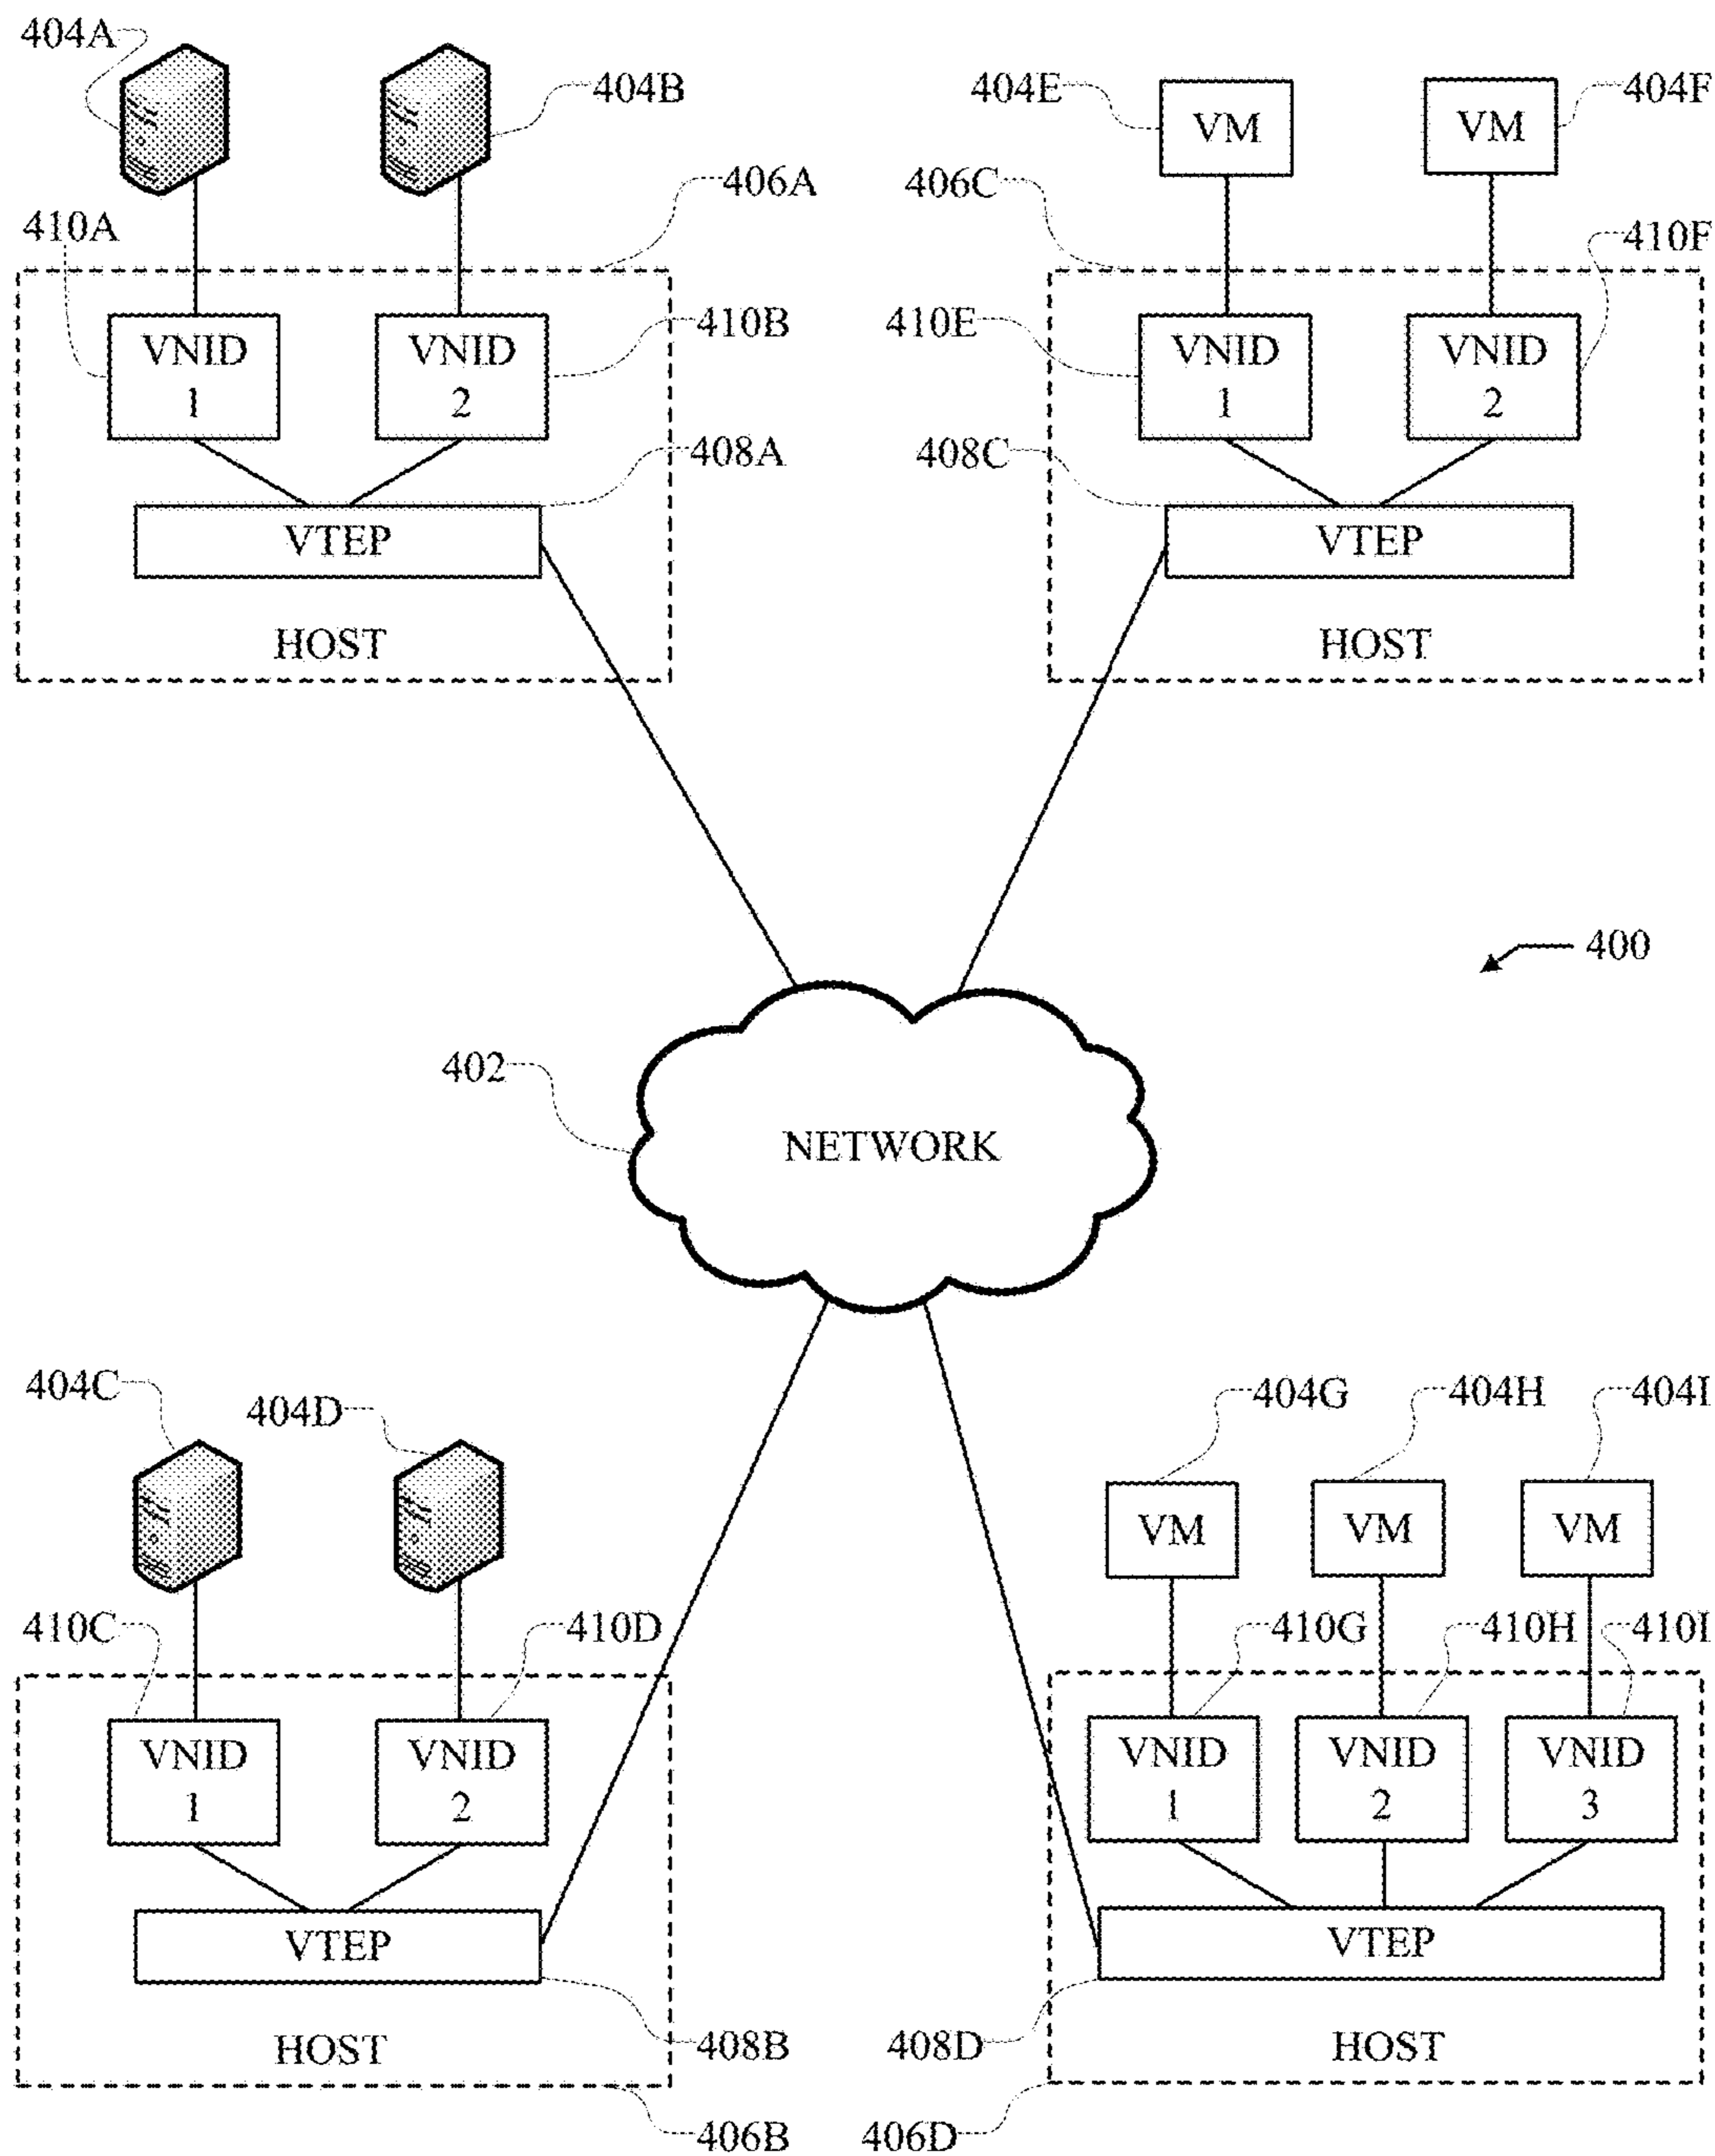 404A
404B
404E
VM
VM
404F
406A
406C
410A
410F
VNID
1
VNID
2
410B
410E
VNID
1
VNID
2
408A
408C
VTEP
VTEP
HOST
HOST
400
402
NETWORK
404C
404D
404G
404H
404I
VM
VM
VM
410C
410D
410G
410H
410I
VNID
1
VNID
2
VNID
1
VNID
2
VNID
3
VTEP
VTEP
HOST
408B
408D
HOST
406B
406D